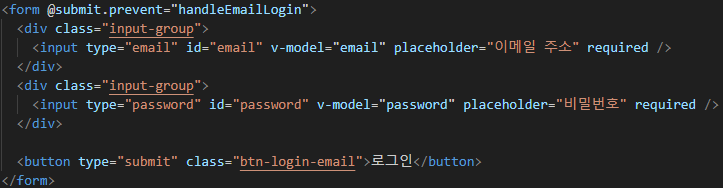 <form @submit.prevent="handleEmailLogin">
<div class="input-group">
<input type="email" id="email" v-model="email" placeholder="이메일 주소" required />
</div>
<div class="input-group">
<input type="password" id="password" v-model="password" placeholder="비밀번호" required />
</div>
<button type="submit" class="btn-login-email">로그인</button>
</form>